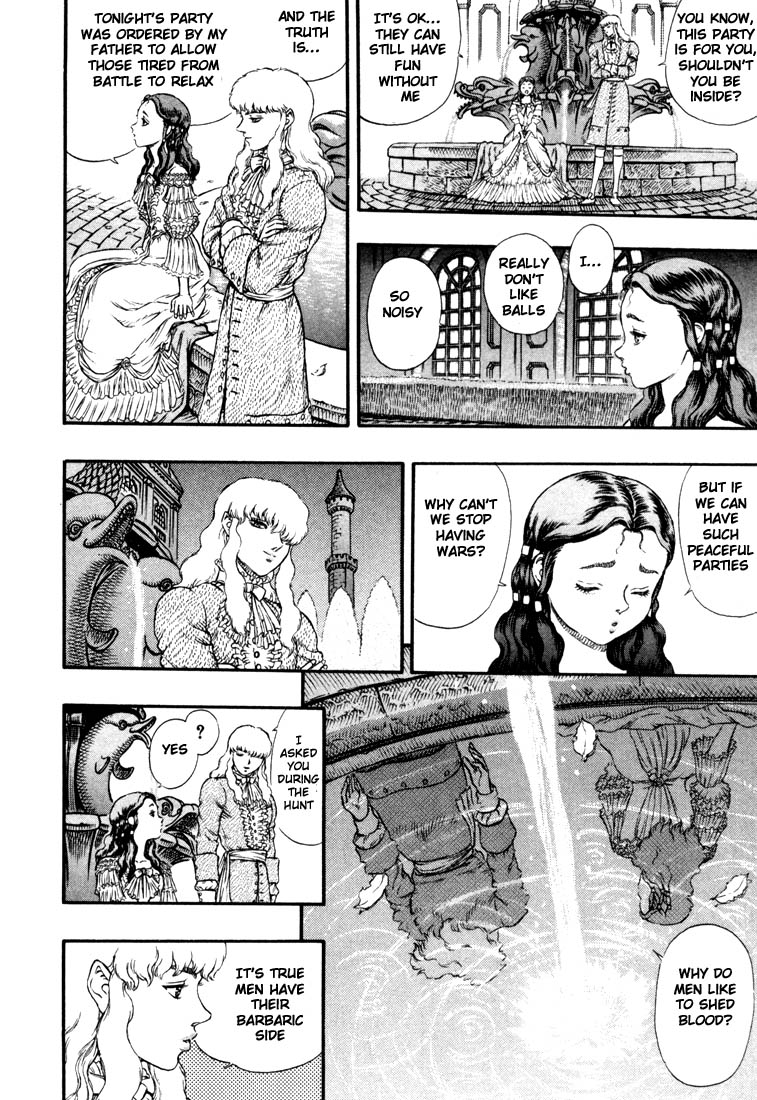 YOU KNOW,
THIS PARTY
IS FOR YOU,
SHOULDN'T
YOU BE
INSIDE?
IT'S OK...
THEY CAN
STILL HAVE
FUN
WITHOUT
ME
AND THE
TRUTH
IS...
TONIGHT'S PARTY
WAS ORDERED BY MY
FATHER TO ALLOW
THOSE TIRED FROM
BATTLE TO RELAX
I...
REALLY
DON'T
LIKE
BALLS
SO
NOISY
BUT IF
WE CAN
HAVE
SUCH
PEACEFUL
PARTIES
WHY CAN'T
WE STOP
HAVING
WARS?
I
ASKED
YOU
DURING
THE
HUNT
?
YES
WHY DO
MEN LIKE
TO SHED
BLOOD?
IT'S TRUE
MEN HAVE
THEIR
BARBARIC
SIDE